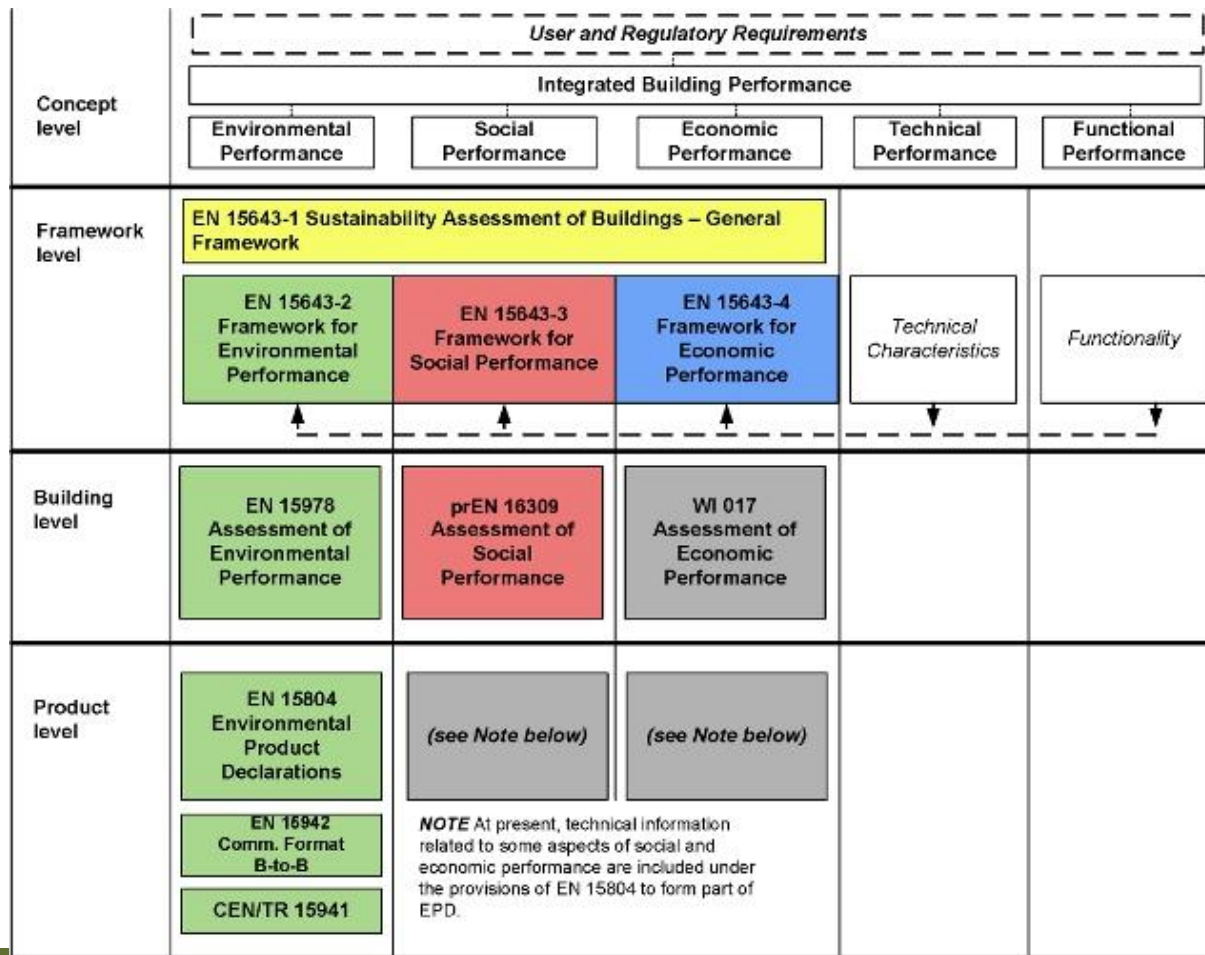 User and Regulatory Requirements
Integrated Building Performance
Concept
level
Environmental
Performance
Social
Performance
Economic
Performance
Technical
Performance
Functional
Performance
Framework
level
EN 15643-1 Sustainability Assessment of Buildings – General
Framework
EN 15643-2
Framework for
Environmental
Performance
EN 15643-3
Framework for
Social Performance
EN 15643-4
Framework for
Economic
Performance
Technical
Characteristics
Functionality
Building
level
EN 15978
Assessment of
Environmental
Performance
prEN 16309
Assessment of
Social
Performance
WI 017
Assessment of
Economic
Performance
Product
level
EN 15804
Environmental
Product
Declarations
(see Note below)
(see Note below)
EN 15942
Comm. Format
B-to-B
CEN/TR 15941
NOTE At present, technical information
related to some aspects of social and
economic performance are included under
the provisions of EN 15804 to form part of
EPD.